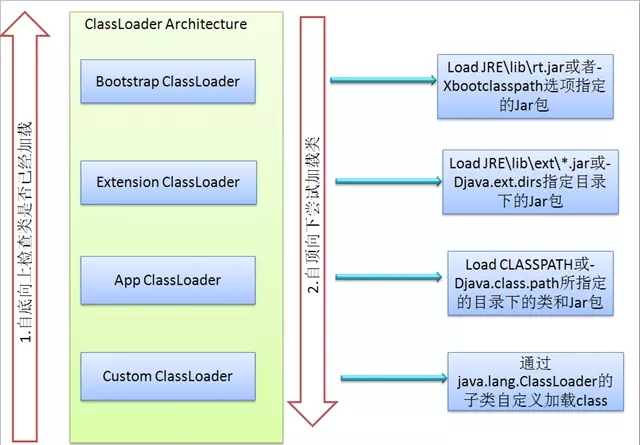 ClassLoader Architecture
Bootstrap ClassLoader
Extension ClassLoader
App ClassLoader
Custom ClassLoader
1.自底向上检查类是否已经加载
2.自顶向下尝试加载类
Load JRE\lib\rt.jar或者-
Xbootclasspath选项指定
的Jar包
Load JRE\lib\ext\*.jar或-
Djava.ext.dirs指定目录
下的Jar包
Load CLASSPATH或-
Djava.class.path所指定
的目录下的类和Jar包
通过
java.lang.ClassLoader的
子类自定义加载class